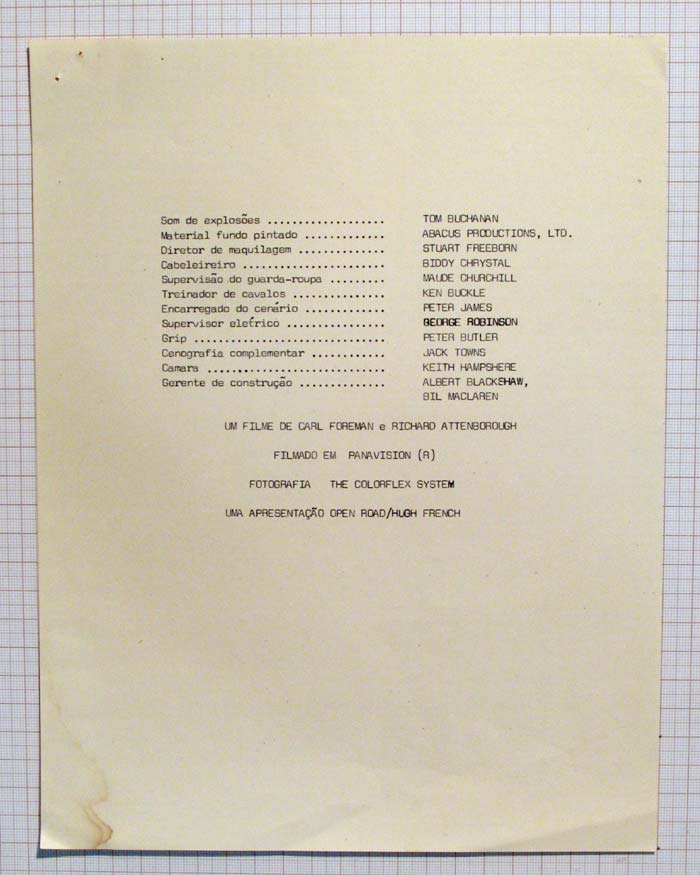 Som de explosões ................... TOM BUCHANAN
Material fundo pintado ............. ABACUS PRODUCTIONS, LTD.
Diretor de maquilagem .............. STUART FREEBORN
Cabeleireiro ....................... BIDDY CHRYSTAL
Supervisão do guarda-roupa ......... MAUDE CHURCHILL
Treinador de cavalos ............... KEN BUCKLE
Encarregado do cenário ............. PETER JAMES
Supervisor elétrico ................ GEORGE ROBINSON
Grip ............................... PETER BUTLER
Cenografia complementar ............ JACK TOWNS
Camara ............................. KEITH HAMPSHERE
Gerente de construção .............. ALBERT BLACKSHAW,
BIL MACLAREN
UM FILME DE CARL FOREMAN e RICHARD ATTENBOROUGH
FILMADO EM PANAVISION (R)
FOTOGRAFIA THE COLORFLEX SYSTEM
UMA APRESENTAÇÃO OPEN ROAD/HUGH FRENCH